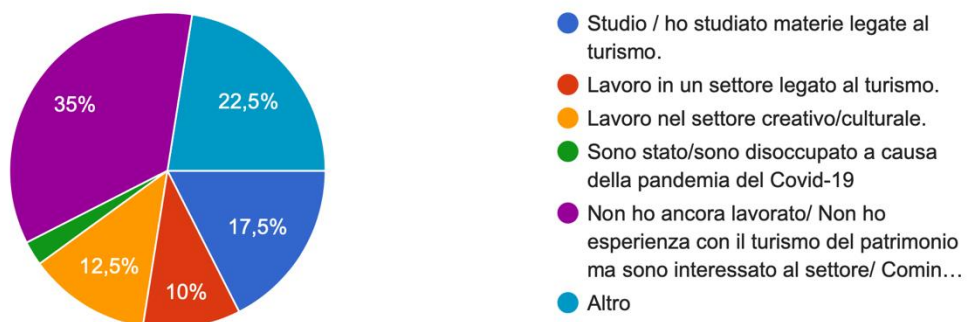 35%
22,5%
17,5%
12,5%
10%
Studio / ho studiato materie legate al
turismo.
Lavoro in un settore legato al turismo.
Lavoro nel settore creativo/culturale.
Sono stato/sono disoccupato a causa
della pandemia del Covid-19
Non ho ancora lavorato/ Non ho
esperienza con il turismo del patrimonio
ma sono interessato al settore/ Comin…
Altro